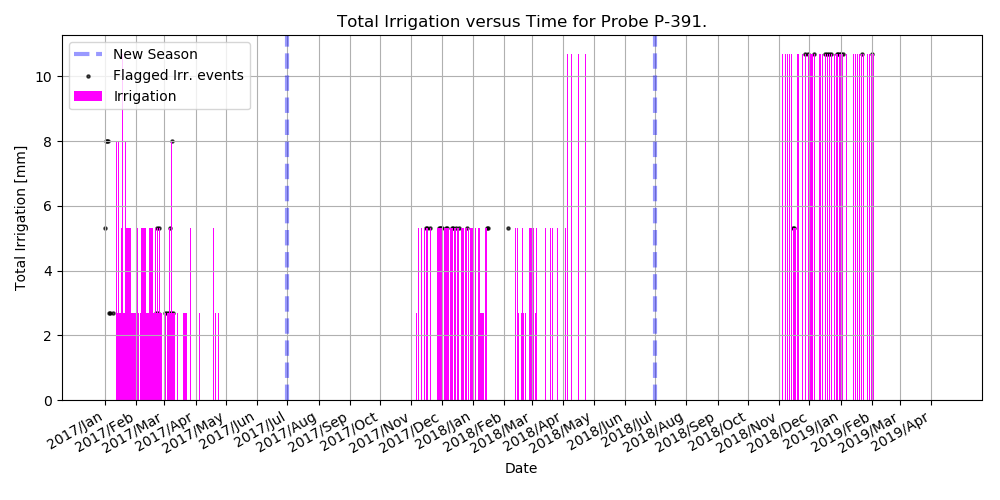 Total Irrigation versus Time for Probe P-391.
New Season
Flagged Irr. events
Irrigation
Total Irrigation [mm]
10
8
6
4
2
0
2017/Jan
2017/Feb
2017/Mar
2017/Apr
2017/May
2017/Jun
2017/Jul
2017/Aug
2017/Sep
2017/Oct
2017/Nov
2017/Dec
2018/Jan
2018/Feb
2018/Mar
2018/Apr
2018/May
2018/Jun
2018/Jul
2018/Aug
2018/Sep
2018/Oct
2018/Nov
2018/Dec
2019/Jan
2019/Feb
2019/Mar
2019/Apr
Date